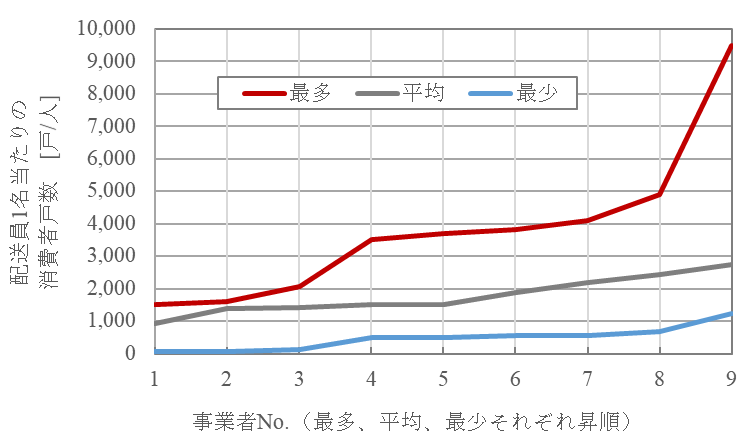 10,000
9,000
8,000
7,000
6,000
5,000
4,000
3,000
2,000
1,000
0
最多 平均 最少
配送員1名当たりの
消費者戸数 [戸/人]
1 2 3 4 5 6 7 8 9
事業者No.（最多、平均、最少それぞれ昇順）